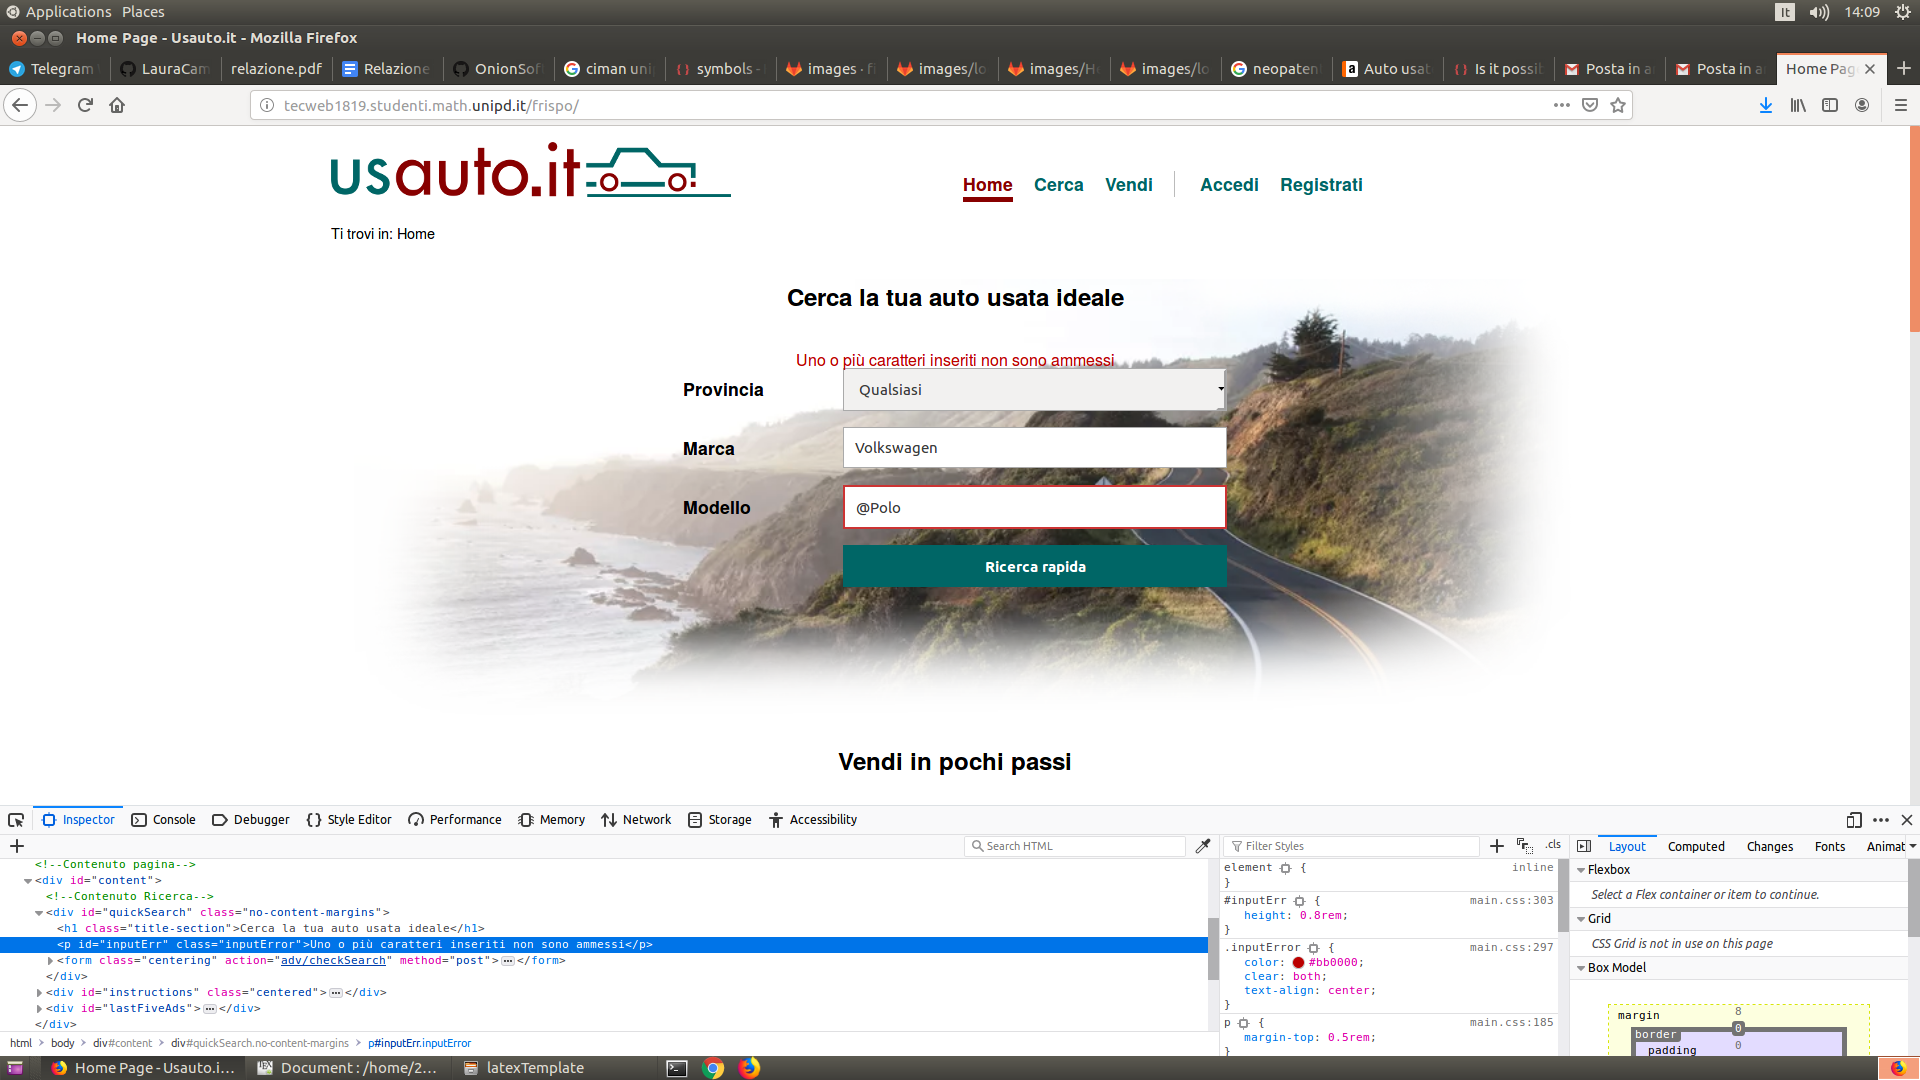 Applications Places It 14:09
Home Page - Usauto.it - Mozilla Firefox
Telegram LauraCam relazione.pdf Relazione OnionSof ciman uni symbols - images · f images/lo images/He images/lo neopatent Auto usat Is it possib Posta in a Posta in a Home Pag
tecweb1819.studenti.math.unipd.it/frispo/
usauto.it
Home Cerca Vendi Accedi Registrati
Ti trovi in: Home
Cerca la tua auto usata ideale
Uno o più caratteri inseriti non sono ammessi
Provincia Qualsiasi
Marca Volkswagen
Modello @Polo
Ricerca rapida
Vendi in pochi passi
Inspector Console Debugger Style Editor Performance Memory Network Storage Accessibility
Search HTML
<!--Contenuto pagina-->
<div id="content">
<!--Contenuto Ricerca-->
<div id="quickSearch" class="no-content-margins">
<h1 class="title-section">Cerca la tua auto usata ideale</h1>
<p id="inputErr" class="inputError">Uno o più caratteri inseriti non sono ammessi</p>
<form class="centering" action="adv/checkSearch" method="post"></form>
</div>
<div id="instructions" class="centered"></div>
<div id="lastFiveAds"></div>
</div>
html body div#content div#quickSearch.no-content-margins p#inputErr.inputError
Filter Styles .cls
element { inline
}
#inputErr { main.css:303
height: 0.8rem;
}
.inputError { main.css:297
color: #bb0000;
clear: both;
text-align: center;
}
p { main.css:185
margin-top: 0.5rem;
}
Layout Computed Changes Fonts Animat
Flexbox
Select a Flex container or item to continue.
Grid
CSS Grid is not in use on this page
Box Model
margin 8
border 0
padding 0
Home Page - Usauto.i... Document : /home/2... latexTemplate